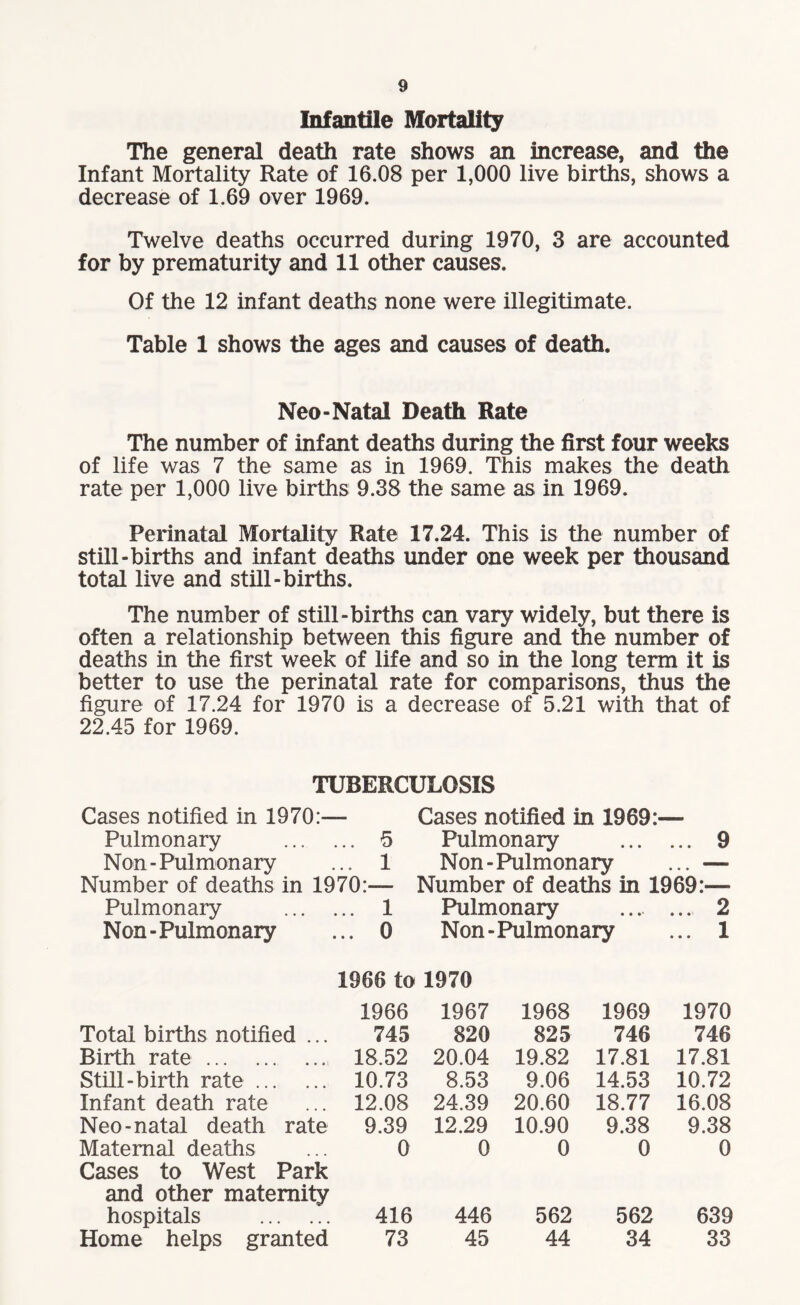 9
Infantile Mortality
The general death rate shows an increase, and the
Infant Mortality Rate of 16.08 per 1,000 live births, shows a
decrease of 1.69 over 1969.
Twelve deaths occurred during 1970, 3 are accounted
for by prematurity and 11 other causes.
Of the 12 infant deaths none were illegitimate.
Table 1 shows the ages and causes of death.
Neo-Natal Death Rate
The number of infant deaths during the first four weeks
of life was 7 the same as in 1969. This makes the death
rate per 1,000 live births 9.38 the same as in 1969.
Perinatal Mortality Rate 17.24. This is the number of
still-births and infant deaths under one week per thousand
total live and still-births.
The number of still-births can vary widely, but there is
often a relationship between this figure and the number of
deaths in the first week of life and so in the long term it is
better to use the perinatal rate for comparisons, thus the
figure of 17.24 for 1970 is a decrease of 5.21 with that of
22.45 for 1969.
TUBERCULOSIS
Cases notified in 1970:— Cases notified in 1969:—
Pulmonary ... ... 5 Pulmonary ... ... 9
Non-Pulmonary ... 1 Non-Pulmonary ... —
Number of deaths in 1970:— Number of deaths in 1969:—
Pulmonary ... ... 1 Pulmonary ... ... 2
Non-Pulmonary ... 0 Non-Pulmonary ... 1
1966 to 1970
1966 1967 1968 1969 1970
Total births notified ... 745 820 825 746 746
Birth rate ... ... ... 18.52 20.04 19.82 17.81 17.81
Still-birth rate ... ... 10.73 8.53 9.06 14.53 10.72
Infant death rate ... 12.08 24.39 20.60 18.77 16.08
Neo-natal death rate 9.39 12.29 10.90 9.38 9.38
Maternal deaths ... 0 0 0 0 0
Cases to West Park
and other maternity
hospitals ... ... 416 446 562 562 639
Home helps granted 73 45 44 34 33